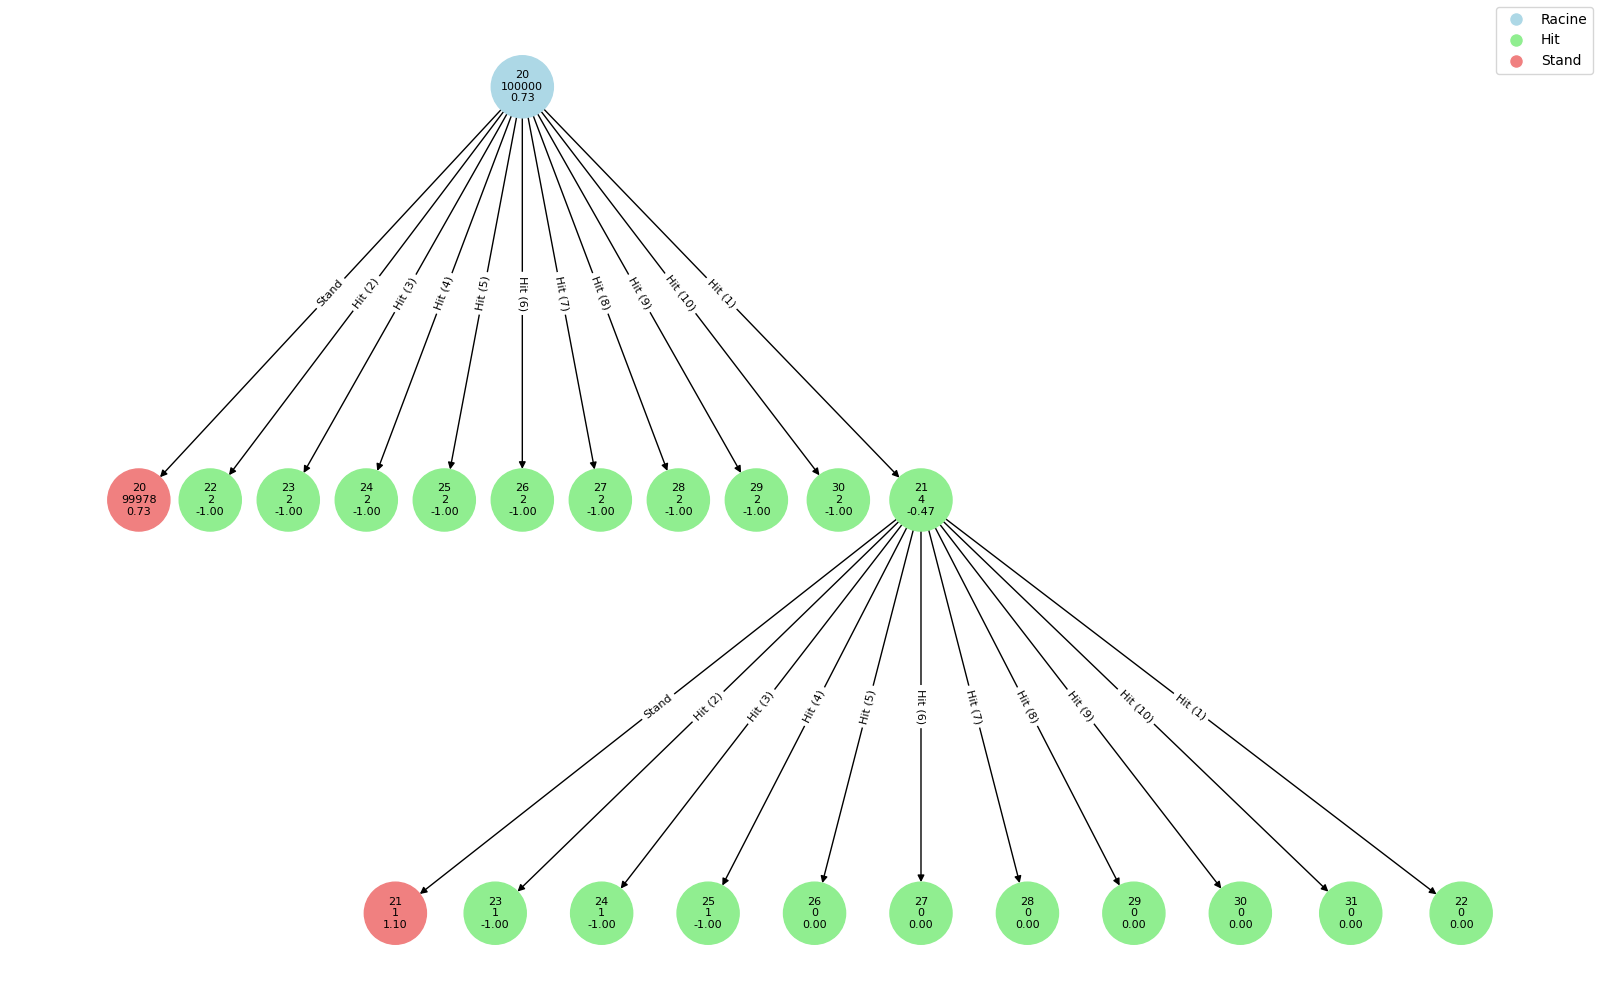 Racine
Hit
Stand
20
100000
0.73
Stand
Hit (2)
Hit (3)
Hit (4)
Hit (5)
Hit (6)
Hit (7)
Hit (8)
Hit (9)
Hit (10)
Hit (1)
20
99978
0.73
22
2
-1.00
23
2
-1.00
24
2
-1.00
25
2
-1.00
26
2
-1.00
27
2
-1.00
28
2
-1.00
29
2
-1.00
30
2
-1.00
21
4
-0.47
Stand
Hit (2)
Hit (3)
Hit (4)
Hit (5)
Hit (6)
Hit (7)
Hit (8)
Hit (9)
Hit (10)
Hit (1)
21
1
1.10
23
1
-1.00
24
1
-1.00
25
1
-1.00
26
0
0.00
27
0
0.00
28
0
0.00
29
0
0.00
30
0
0.00
31
0
0.00
22
0
0.00